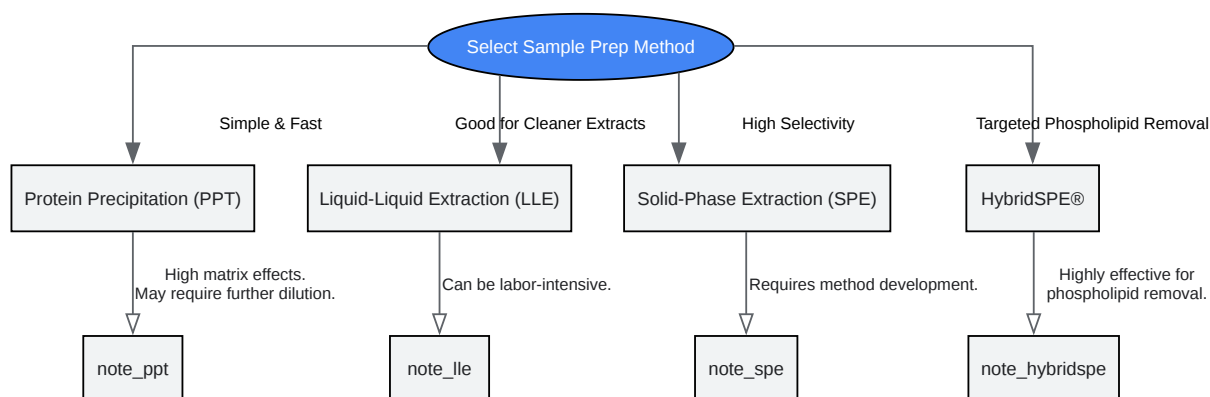 Select Sample Prep Method
Simple & Fast
Good for Cleaner Extracts
High Selectivity
Targeted Phospholipid Removal
Protein Precipitation (PPT)
Liquid-Liquid Extraction (LLE)
Solid-Phase Extraction (SPE)
HybridSPE®
High matrix effects.
May require further dilution.
Can be labor-intensive.
Requires method development.
Highly effective for
phospholipid removal.
note_ppt
note_lle
note_spe
note_hybridspe